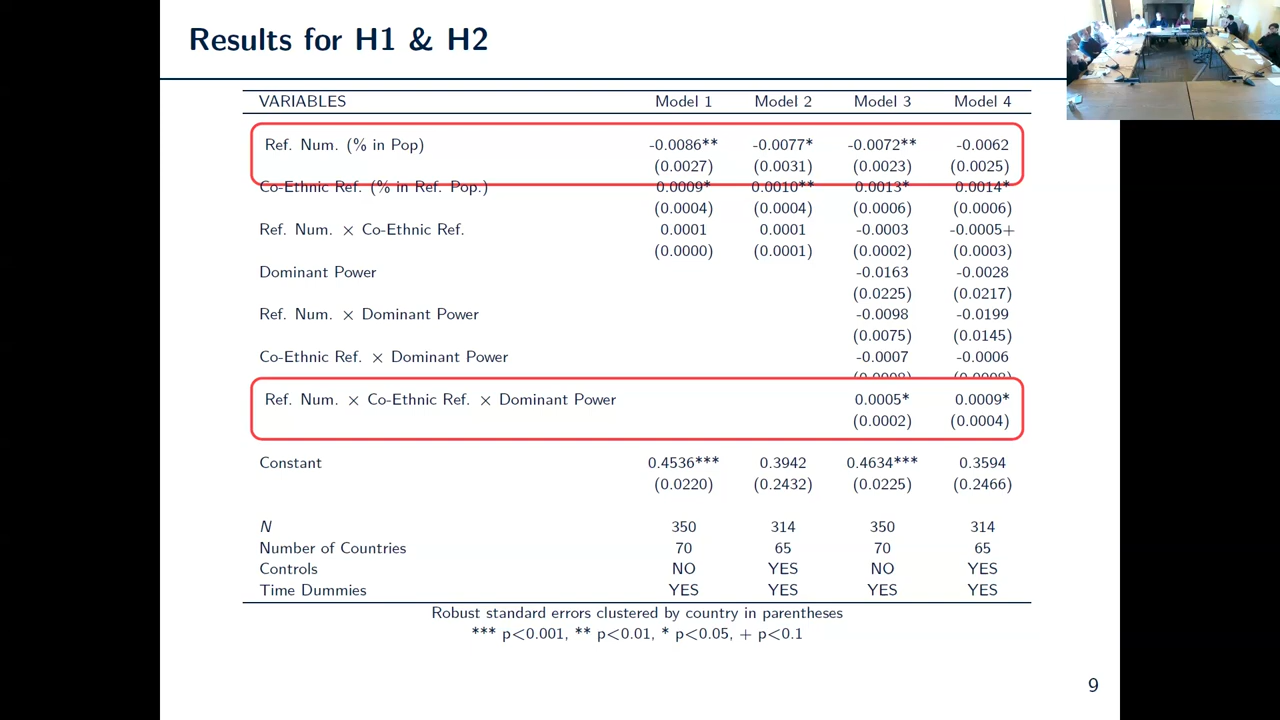 Results for H1 & H2
VARIABLES Model 1 Model 2 Model 3 Model 4
Ref. Num. (% in Pop) -0.0086** -0.0077* -0.0072** -0.0062
(0.0027) (0.0031) (0.0023) (0.0025)
Co-Ethnic Ref. (% in Ref. Pop.) 0.0009* 0.0010** 0.0013* 0.0014*
(0.0004) (0.0004) (0.0006) (0.0006)
Ref. Num. × Co-Ethnic Ref. 0.0001 0.0001 -0.0003 -0.0005+
(0.0000) (0.0001) (0.0002) (0.0003)
Dominant Power -0.0163 -0.0028
(0.0225) (0.0217)
Ref. Num. × Dominant Power -0.0098 -0.0199
(0.0075) (0.0145)
Co-Ethnic Ref. × Dominant Power -0.0007 -0.0006
Ref. Num. × Co-Ethnic Ref. × Dominant Power 0.0005* 0.0009*
(0.0002) (0.0004)
Constant 0.4536*** 0.3942 0.4634*** 0.3594
(0.0220) (0.2432) (0.0225) (0.2466)
N 350 314 350 314
Number of Countries 70 65 70 65
Controls NO YES NO YES
Time Dummies YES YES YES YES
Robust standard errors clustered by country in parentheses
*** p<0.001, ** p<0.01, * p<0.05, + p<0.1
9